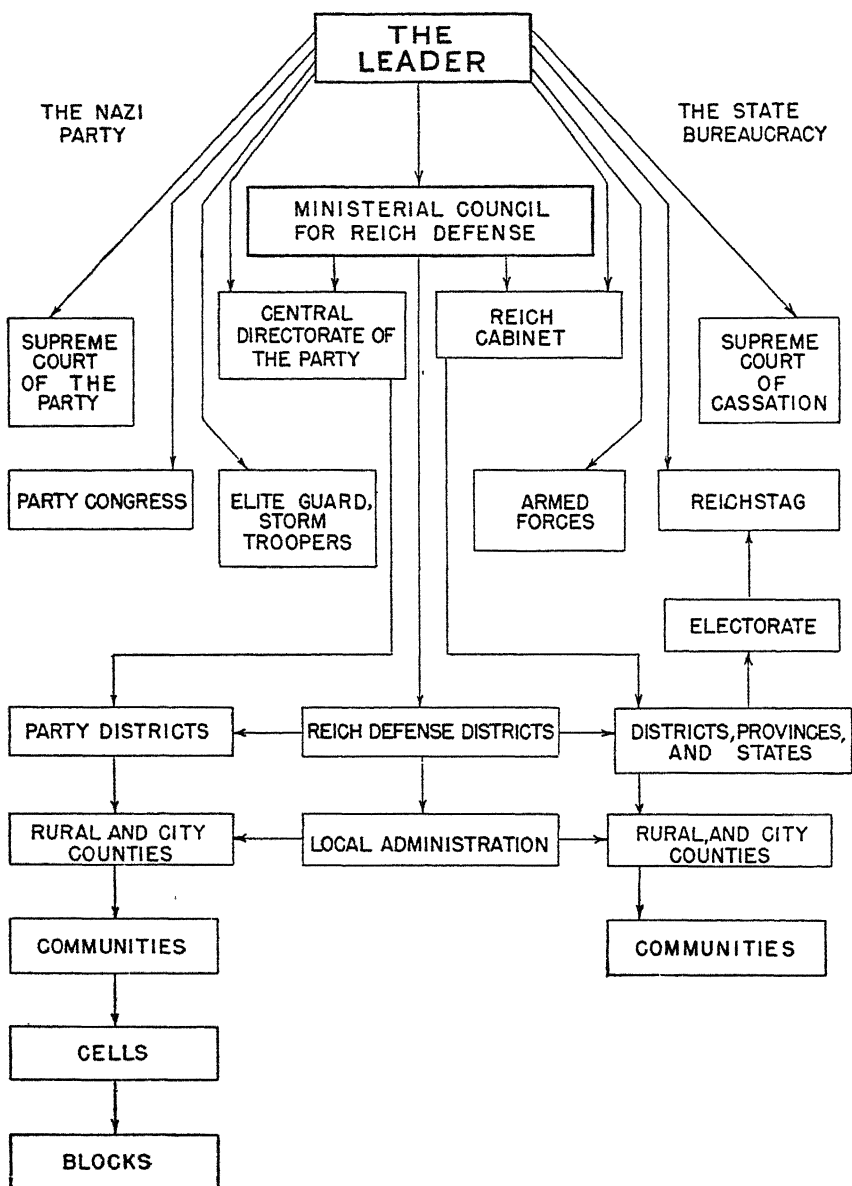 THE
LEADER
THE NAZI
PARTY
THE STATE
BUREAUCRACY
MINISTERIAL COUNCIL
FOR REICH DEFENSE
SUPREME
COURT
OF THE
PARTY
CENTRAL
DIRECTORATE OF
THE PARTY
REICH
CABINET
SUPREME
COURT
OF
CASSATION
PARTY CONGRESS
ELITE GUARD,
STORM
TROOPERS
ARMED
FORCES
REICHSTAG
ELECTORATE
PARTY DISTRICTS
REICH DEFENSE DISTRICTS
DISTRICTS, PROVINCES,
AND STATES
RURAL AND CITY
COUNTIES
LOCAL ADMINISTRATION
RURAL, AND CITY
COUNTIES
COMMUNITIES
COMMUNITIES
CELLS
BLOCKS